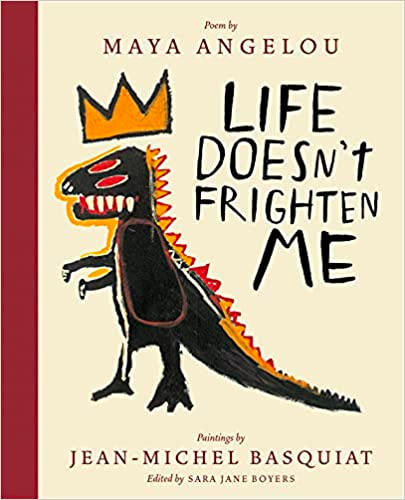 Poem by
MAYA ANGELOU
LIFE
DOESN'T
FRIGHTEN
ME
Paintings by
JEAN-MICHEL BASQUIAT
Edited by SARA JANE BOYERS